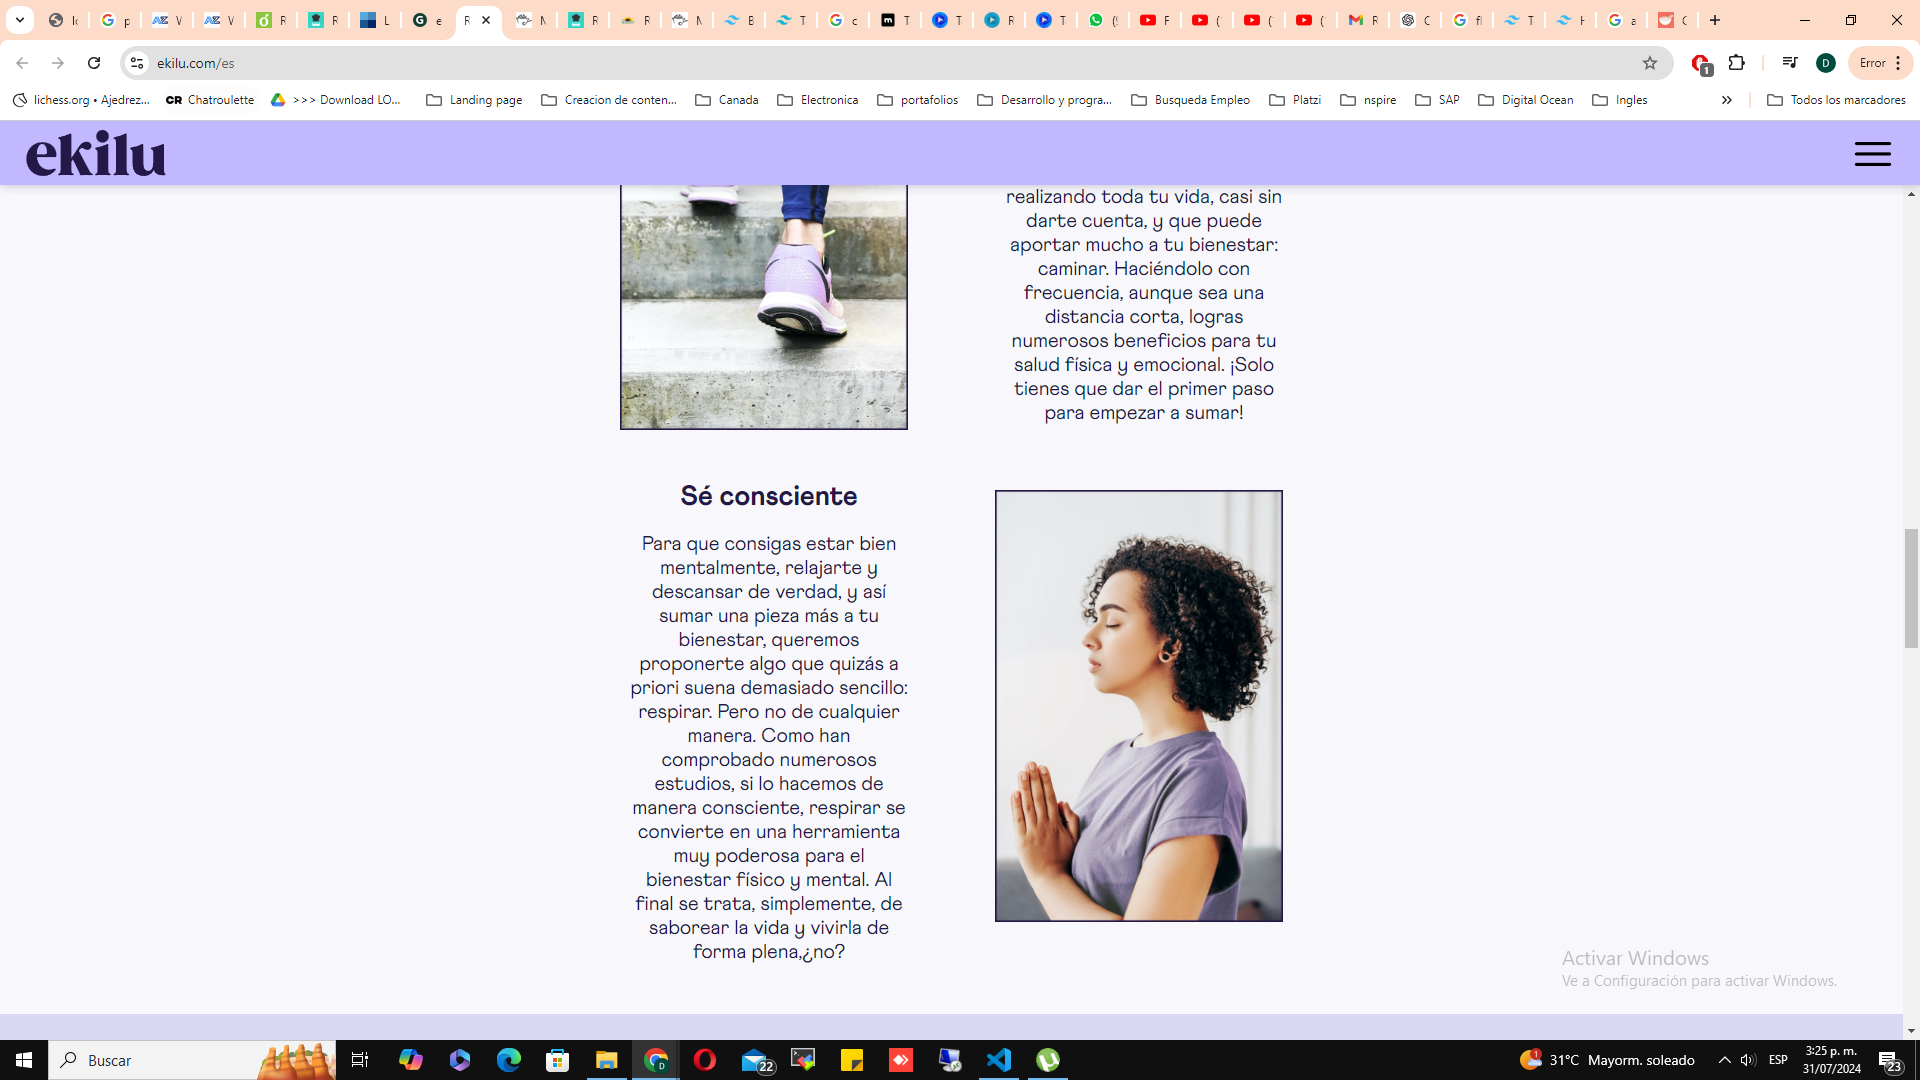 ekilu.com/es
Error
lichess.org • Ajedrez...
Chatroulette
>>> Download LO...
Landing page
Creacion de conten...
Canada
Electronica
portafolios
Desarrollo y progra...
Busqueda Empleo
Platzi
nspire
SAP
Digital Ocean
Ingles
Todos los marcadores
ekilu
realizando toda tu vida, casi sin
darte cuenta, y que puede
aportar mucho a tu bienestar:
caminar. Haciéndolo con
frecuencia, aunque sea una
distancia corta, logras
numerosos beneficios para tu
salud física y emocional. ¡Solo
tienes que dar el primer paso
para empezar a sumar!
Sé consciente
Para que consigas estar bien
mentalmente, relajarte y
descansar de verdad, y así
sumar una pieza más a tu
bienestar, queremos
proponerte algo que quizás a
priori suena demasiado sencillo:
respirar. Pero no de cualquier
manera. Como han
comprobado numerosos
estudios, si lo hacemos de
manera consciente, respirar se
convierte en una herramienta
muy poderosa para el
bienestar físico y mental. Al
final se trata, simplemente, de
saborear la vida y vivirla de
forma plena,¿no?
Activar Windows
Ve a Configuración para activar Windows.
Buscar
22
31°C Mayorm. soleado
ESP
3:25 p. m.
31/07/2024
23